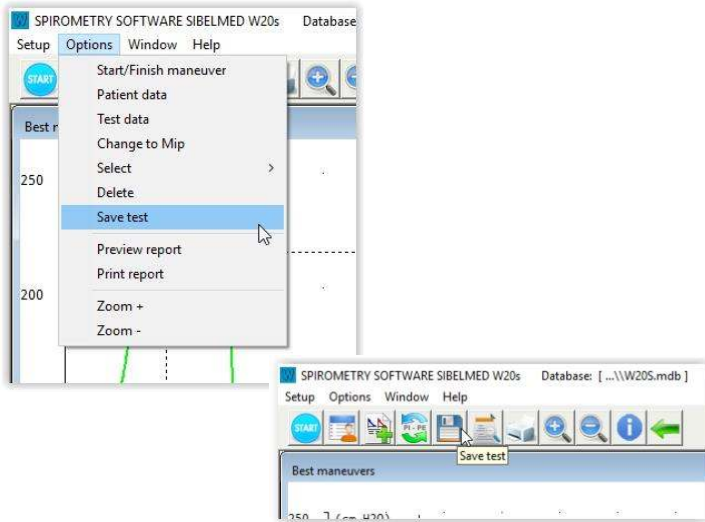 SPIROMETRY SOFTWARE SIBELMED W20s Database
Setup Options Window Help
START
Start/Finish maneuver
Patient data
Test data
Change to Mip
Select >
Delete
Save test
Preview report
Print report
Zoom +
Zoom -
Best
250
200
SPIROMETRY SOFTWARE SIBELMED W20s Database: [ ...\\W20S.mdb ]
Setup Options Window Help
START PI - PE
Save test
Best maneuvers
250 (cm H2O)